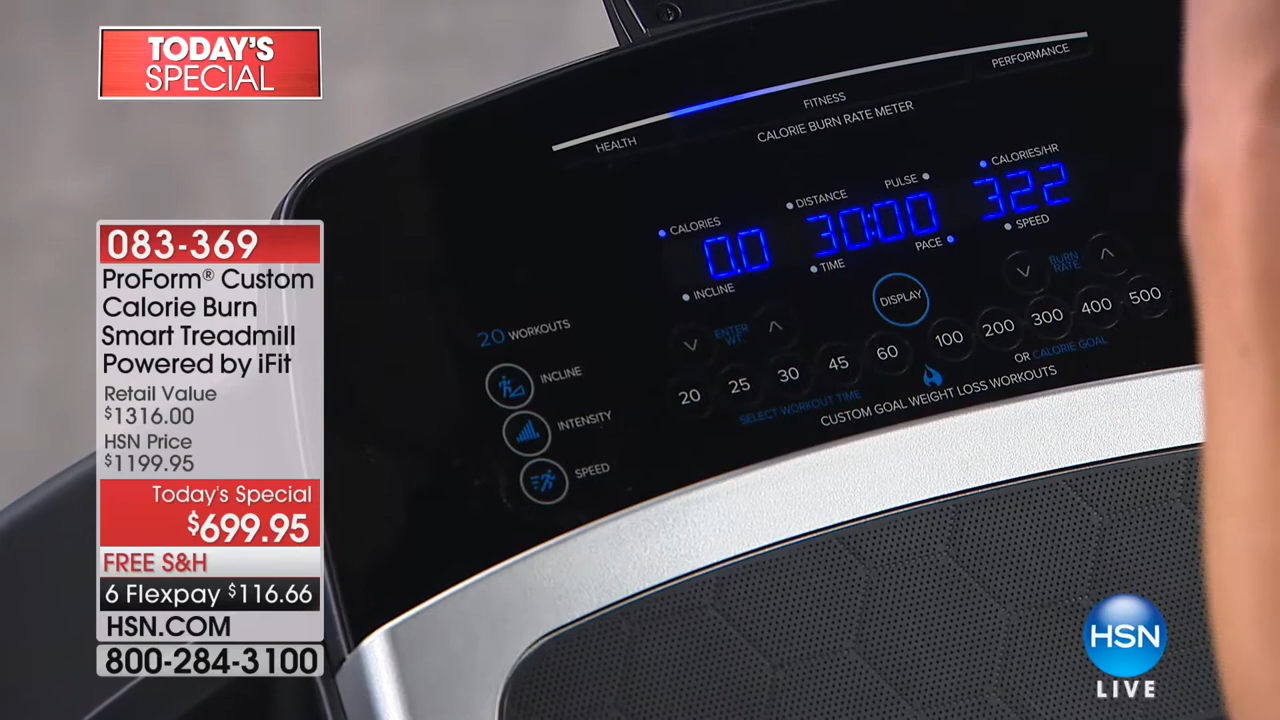 TODAY'S
SPECIAL
083-369
ProForm® Custom
Calorie Burn
Smart Treadmill
Powered by iFit
Retail Value
$1316.00
HSN Price
$1199.95
Today's Special
$699.95
FREE S&H
6 Flexpay $116.66
HSN.COM
800-284-3100
HEALTH
FITNESS
PERFORMANCE
CALORIE BURN RATE METER
CALORIES
DISTANCE
PULSE
CALORIES/HR
0.0
30:00
322
INCLINE
TIME
PACE
SPEED
20 WORKOUTS
INCLINE
INTENSITY
SPEED
ENTER
WT.
DISPLAY
BURN
RATE
20 25 30 45 60 100 200 300 400 500
SELECT WORKOUT TIME
OR CALORIE GOAL
CUSTOM GOAL WEIGHT LOSS WORKOUTS
HSN
LIVE